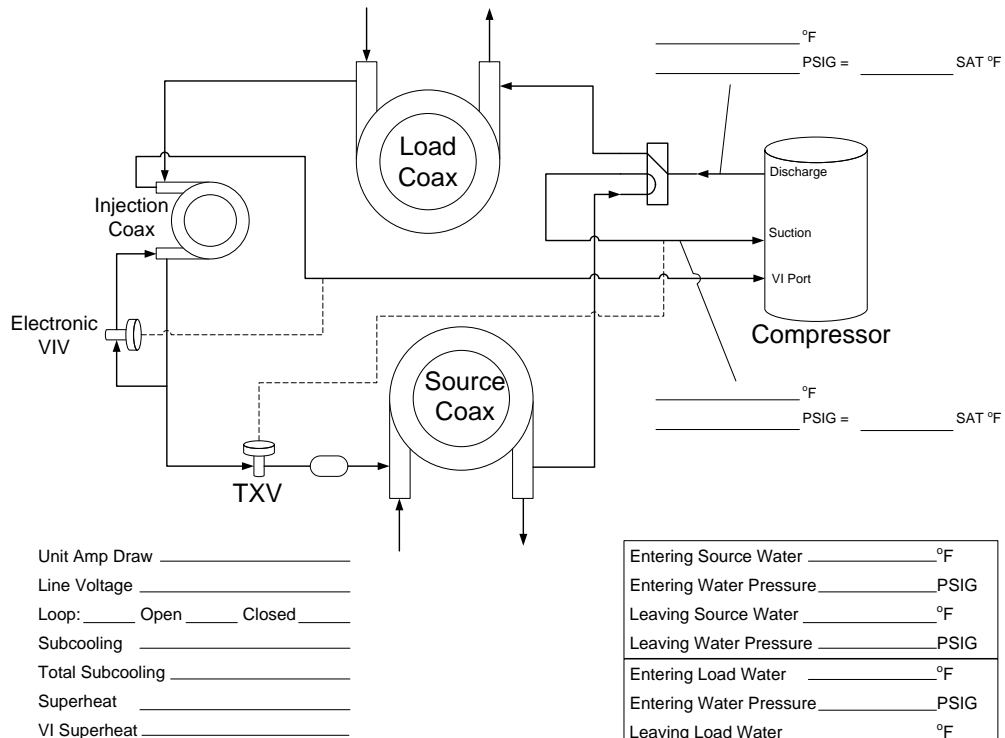 °F
PSIG = SAT °F
Load
Coax
Discharge
Injection
Coax
Suction
VI Port
Electronic
VIV
Compressor
Source
Coax
°F
PSIG = SAT °F
TXV
Unit Amp Draw
Line Voltage
Loop: Open Closed
Subcooling
Total Subcooling
Superheat
VI Superheat
Entering Source Water °F
Entering Water Pressure PSIG
Leaving Source Water °F
Leaving Water Pressure PSIG
Entering Load Water °F
Entering Water Pressure PSIG
Leaving Load Water °F